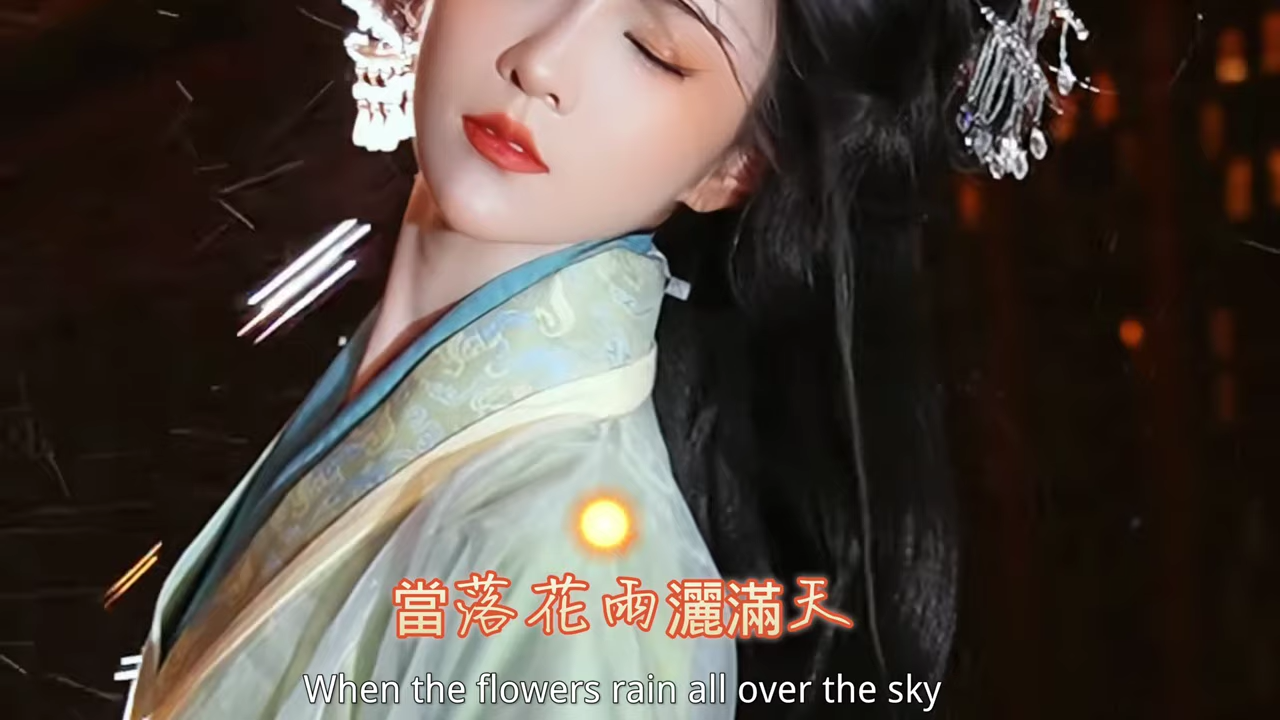 當落花雨灑滿天
When the flowers rain all over the sky